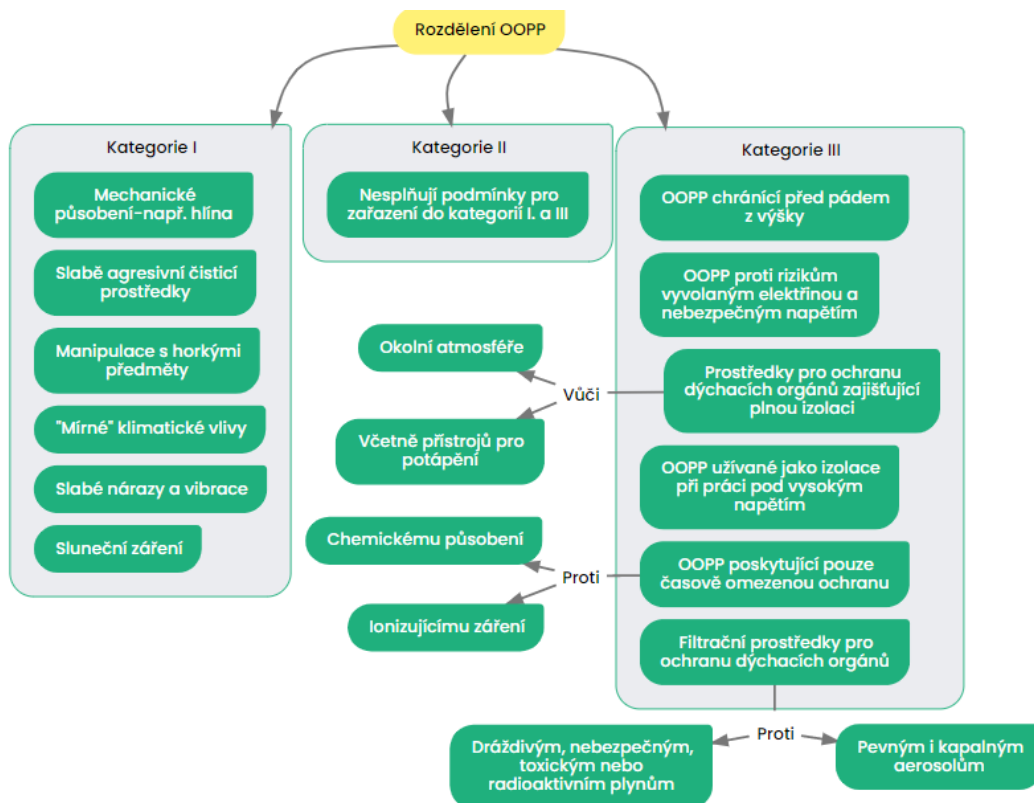 Rozdělení OOPP
Kategorie I
Mechanické
působení-např. hlína
Slabě agresivní čisticí
prostředky
Manipulace s horkými
předměty
"Mírné" klimatické vlivy
Slabé nárazy a vibrace
Sluneční záření
Kategorie II
Nesplňují podmínky pro
zařazení do kategorií I. a III
Kategorie III
OOPP chránící před pádem
z výšky
OOPP proti rizikům
vyvolaným elektřinou a
nebezpečným napětím
Prostředky pro ochranu
dýchacích orgánů zajišťující
plnou izolaci
Vůči
Okolní atmosféře
Včetně přístrojů pro
potápění
OOPP užívané jako izolace
při práci pod vysokým
napětím
OOPP poskytující pouze
časově omezenou ochranu
Proti
Chemickému působení
Ionizujícímu záření
Filtrační prostředky pro
ochranu dýchacích orgánů
Proti
Dráždivým, nebezpečným,
toxickým nebo
radioaktivním plynům
Pevným i kapalným
aerosolům